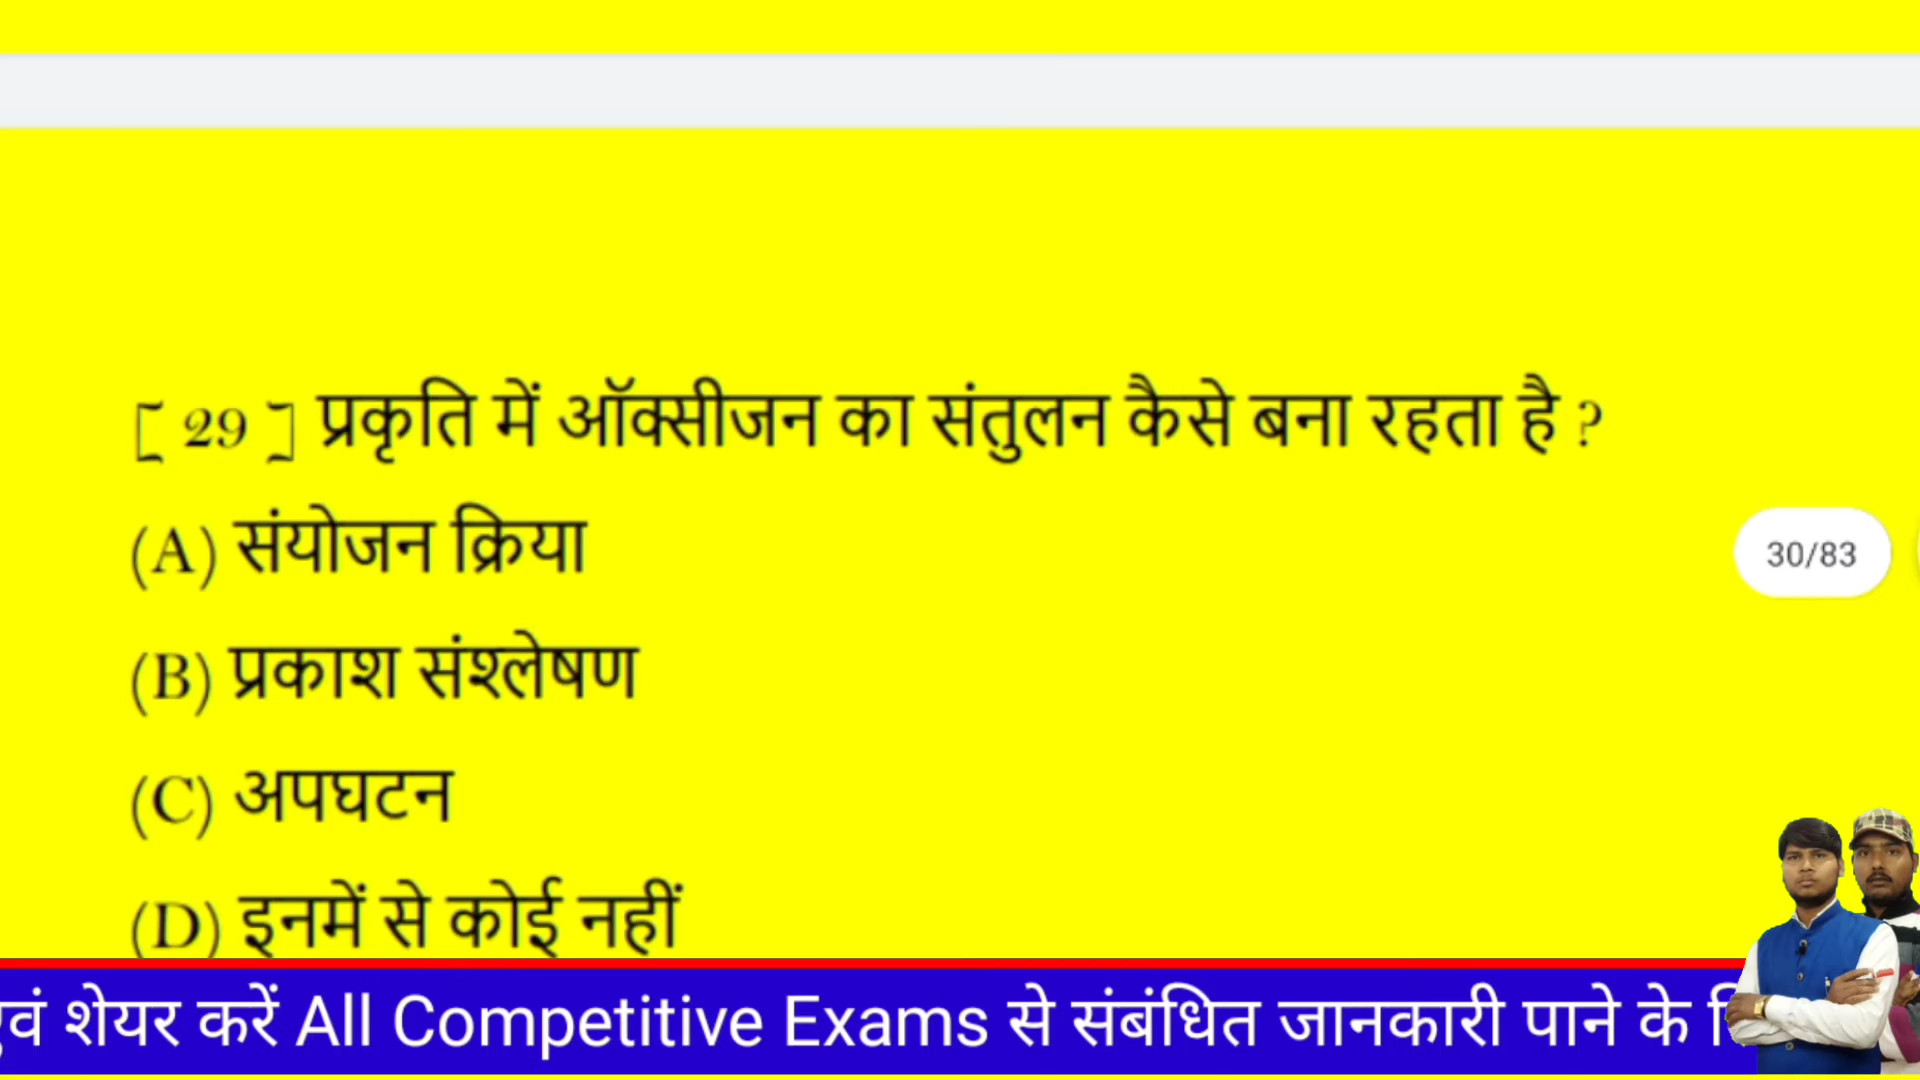 [ 29 ] प्रकृति में ऑक्सीजन का संतुलन कैसे बना रहता है ?
(A) संयोजन क्रिया
30/83
(B) प्रकाश संश्लेषण
(C) अपघटन
(D) इनमें से कोई नहीं
शेयर करें All Competitive Exams से संबंधित जानकारी पाने के